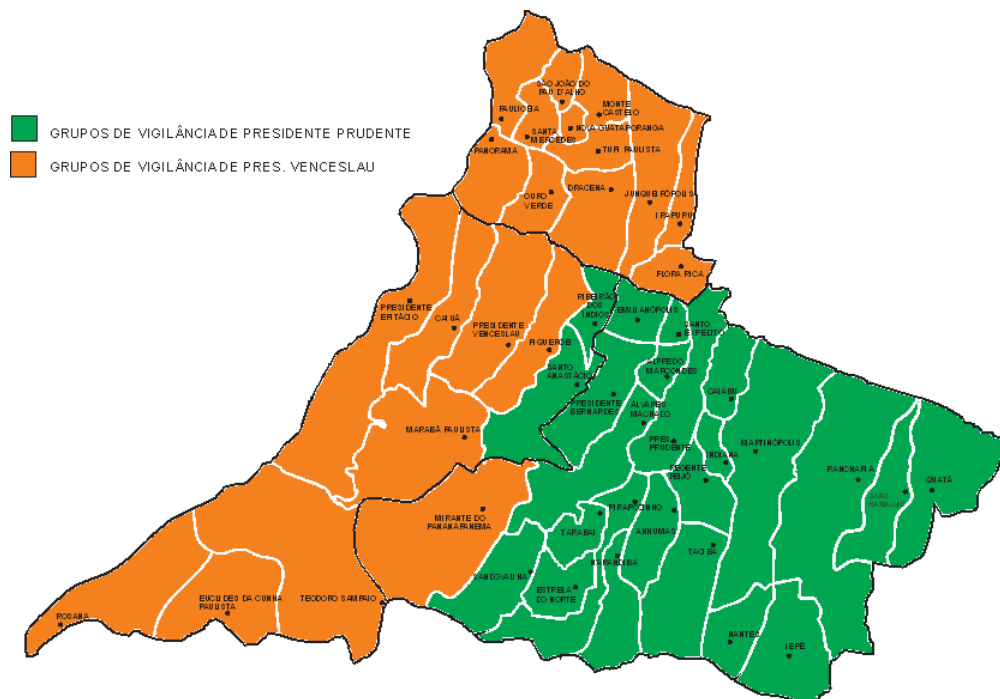 GRUPOS DE VIGILÂNCIA DE PRESIDENTE PRUDENTE
GRUPOS DE VIGILÂNCIA DE PRES. VENCESLAU
SÃO JOÃO DO
PAU D'ALHO
PAULICÉIA
MONTE
CASTELO
SANTA
MERCEDES
NOVA GUATAPORANGA
PANORAMA
TUPI PAULISTA
OURO
VERDE
DRACENA
JUNQUEIRÓPOLIS
IRAPURU
FLORA RICA
RIBEIRÃO
DOS
ÍNDIOS
EMILIANÓPOLIS
PRESIDENTE
EPITÁCIO
CAIUÁ
PRESIDENTE
VENCESLAU
PIQUEROBI
SANTO
EXPEDITO
SANTO
ANASTÁCIO
ALFREDO
MARCONDES
PRESIDENTE
BERNARDES
ÁLVARES
MACHADO
CAIABU
MARABÁ PAULISTA
PRES.
PRUDENTE
INDIANA
MARTINÓPOLIS
REGENTE
FEIJÓ
RANCHARIA
JOÃO
RAMALHO
QUATÁ
MIRANTE DO
PANANAPANEMA
PIRAPOZINHO
TARABAI
ANHUMAS
TACIBA
NARANDIBA
SANDOVALINA
ESTRELA
DO NORTE
EUCLIDES DA CUNHA
PAULISTA
TEODORO SAMPAIO
ROSANA
NANTES
IEPÊ